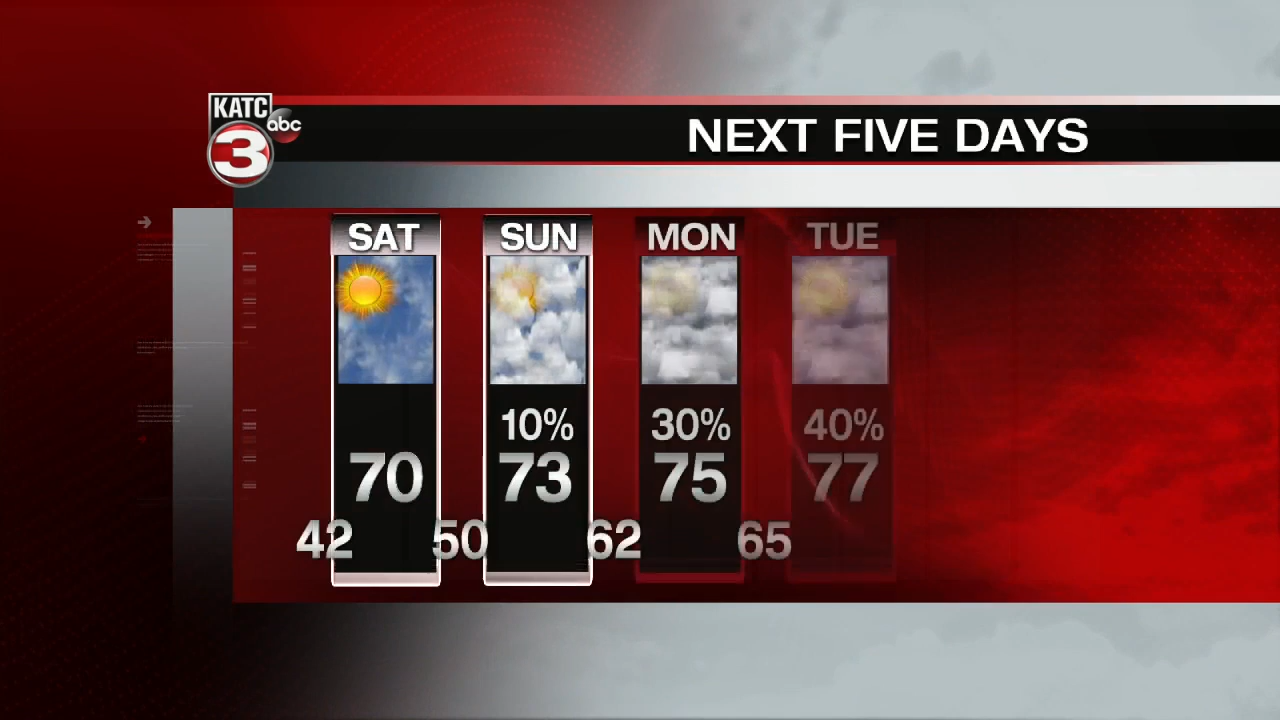 KATC
abc
3
NEXT FIVE DAYS
SAT SUN MON TUE
10% 30% 40%
70 73 75 77
42 50 62 65